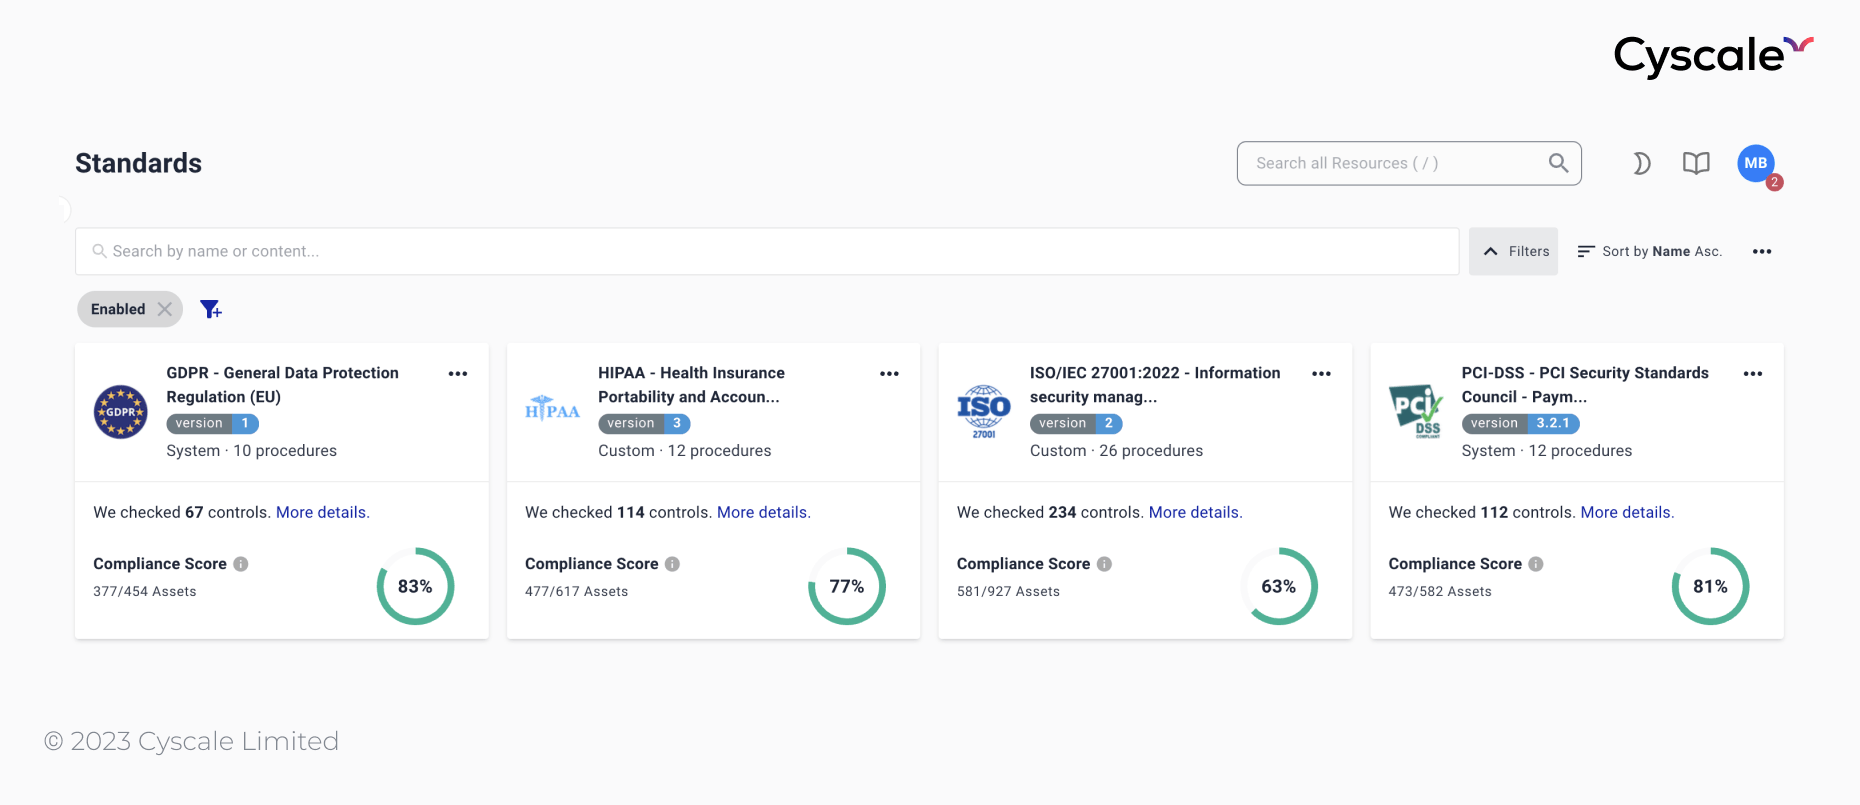 Cyscale
Standards
Search all Resources ( / )
MB
2
Search by name or content...
Filters
Sort by Name Asc.
Enabled
GDPR
GDPR - General Data Protection
Regulation (EU)
version 1
System · 10 procedures
We checked 67 controls. More details.
Compliance Score
377/454 Assets
83%
HIPAA
HIPAA - Health Insurance
Portability and Accoun...
version 3
Custom · 12 procedures
We checked 114 controls. More details.
Compliance Score
477/617 Assets
77%
ISO
27001
ISO/IEC 27001:2022 - Information
security manag...
version 2
Custom · 26 procedures
We checked 234 controls. More details.
Compliance Score
581/927 Assets
63%
PCI
DSS
COMPLIANT
PCI-DSS - PCI Security Standards
Council - Paym...
version 3.2.1
System · 12 procedures
We checked 112 controls. More details.
Compliance Score
473/582 Assets
81%
© 2023 Cyscale Limited